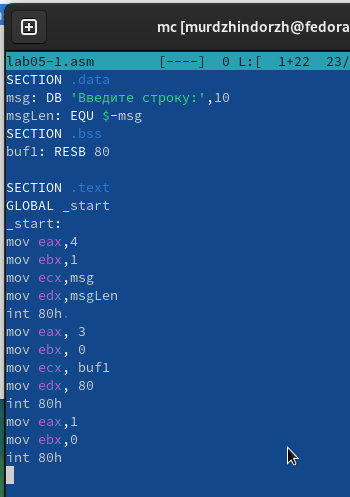 mc [murdzhindorzh@fedora
lab05-1.asm [----] 0 L:[ 1+22 23/
SECTION .data
msg: DB 'Введите строку:',10
msgLen: EQU $-msg
SECTION .bss
buf1: RESB 80
SECTION .text
GLOBAL _start
_start:
mov eax,4
mov ebx,1
mov ecx,msg
mov edx,msgLen
int 80h.
mov eax, 3
mov ebx, 0
mov ecx, buf1
mov edx, 80
int 80h
mov eax,1
mov ebx,0
int 80h